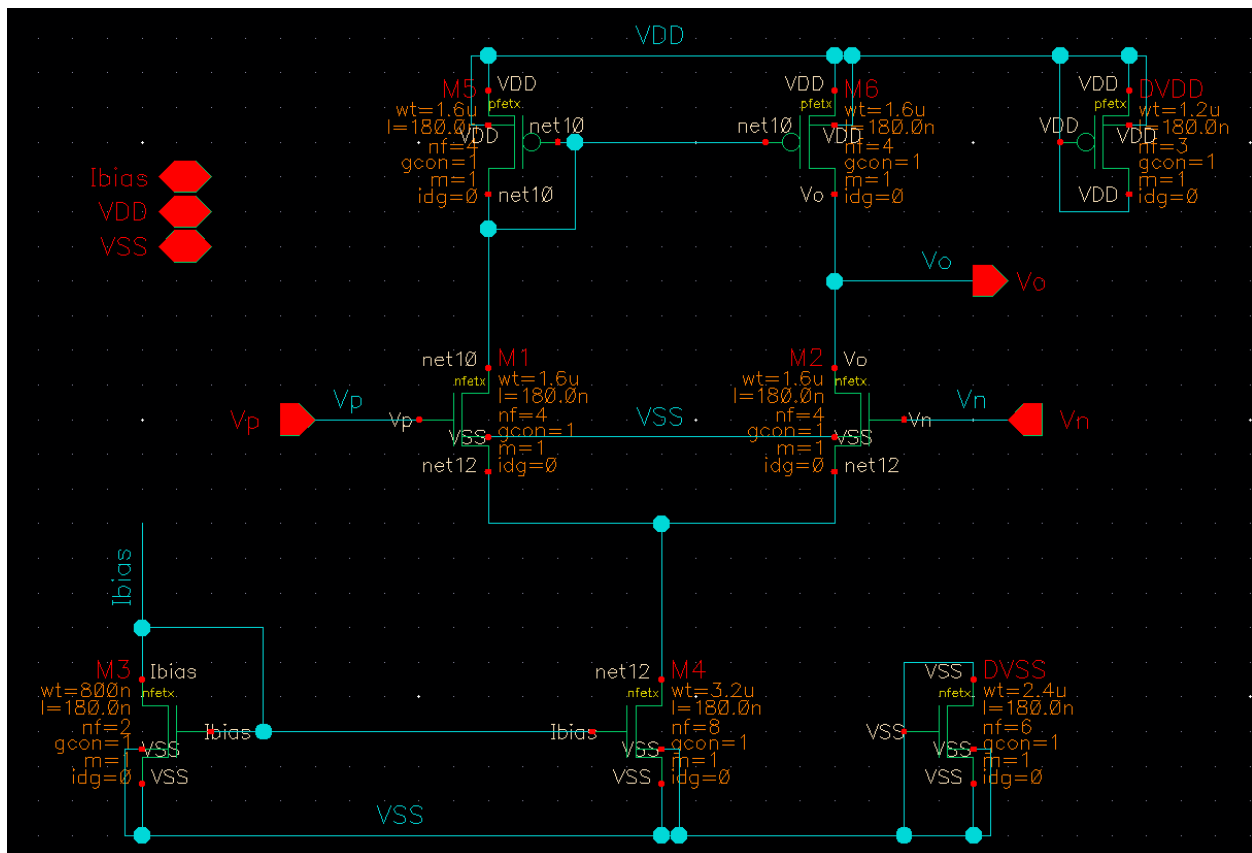 VDD
M5
VDD
pfetx
wt=1.6u
l=180.0n
VDD
nf=4
gcon=1
m=1
idg=0
net10
net10
VDD
M6
pfetx
wt=1.6u
l=180.0n
VDD
nf=4
gcon=1
m=1
idg=0
net10
Vo
VDD
DVDD
pfetx
wt=1.2u
l=180.0n
VDD
VDD
nf=3
gcon=1
m=1
idg=0
VDD
Ibias
VDD
VSS
Vo
Vo
net10
M1
nfetx
wt=1.6u
l=180.0n
nf=4
gcon=1
m=1
idg=0
Vp
Vp
Vp
VSS
net12
VSS
M2
Vo
nfetx
wt=1.6u
l=180.0n
nf=4
gcon=1
m=1
idg=0
VSS
Vn
Vn
Vn
net12
Ibias
M3
Ibias
nfetx
wt=800n
l=180.0n
nf=2
gcon=1
m=1
idg=0
VSS
Ibias
VSS
net12
M4
nfetx
wt=3.2u
l=180.0n
nf=8
gcon=1
m=1
idg=0
Ibias
VSS
VSS
VSS
DVSS
nfetx
wt=2.4u
l=180.0n
nf=6
gcon=1
m=1
idg=0
VSS
VSS
VSS
VSS